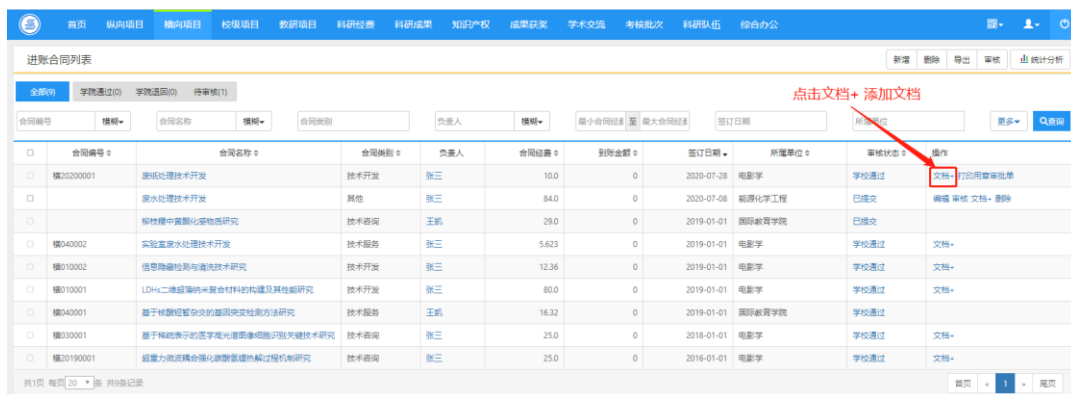 首页 纵向项目 横向项目 校级项目 教研项目 科研经费 科研成果 知识产权 成果获奖 学术交流 考核批次 科研队伍 综合办公
进账合同列表 新增 删除 导出 审核 统计分析
全部(9) 学院通过(0) 学院退回(0) 待审核(1) 点击文档+ 添加文档
合同编号 模糊 合同名称 模糊 合同类别 负责人 模糊 最小合同经费 至 最大合同经费 签订日期 所属单位 更多 查询
合同编号 合同名称 合同类别 负责人 合同经费 到账金额 签订日期 所属单位 审核状态 操作
横20200001 废纸处理技术开发 技术开发 张三 10.0 0 2020-07-28 电影学 学校通过 文档+ 打印用章审批单
废水处理技术开发 其他 张三 84.0 0 2020-07-08 能源化学工程 已提交 编辑 审核 文档+ 删除
柳枝稷中黄酮化感物质研究 技术咨询 王凯 29.0 0 2019-01-01 国际教育学院 已提交
横040002 实验室废水处理技术开发 技术服务 张三 5.623 0 2019-01-01 电影学 学校通过 文档+
横010002 信息隐藏检测与清洗技术研究 技术开发 张三 12.36 0 2019-01-01 电影学 学校通过 文档+
横010001 LDHs二维超薄纳米复合材料的构建及其性能研究 技术开发 张三 80.0 0 2019-01-01 电影学 学校通过 文档+
横040001 基于核酸短暂杂交的基因突变检测方法研究 技术服务 王凯 16.32 0 2019-01-01 国际教育学院 学校通过
横030001 基于稀疏表示的医学高光谱图像细胞识别关键技术研究 技术咨询 张三 25.0 0 2018-01-01 电影学 学校通过 文档+
横20190001 超重力微波耦合强化碳酸氢铵热解过程机制研究 技术咨询 张三 25.0 0 2016-01-01 电影学 学校通过 文档+
共1页 每页 20 条 共9条记录 首页 « 1 » 尾页